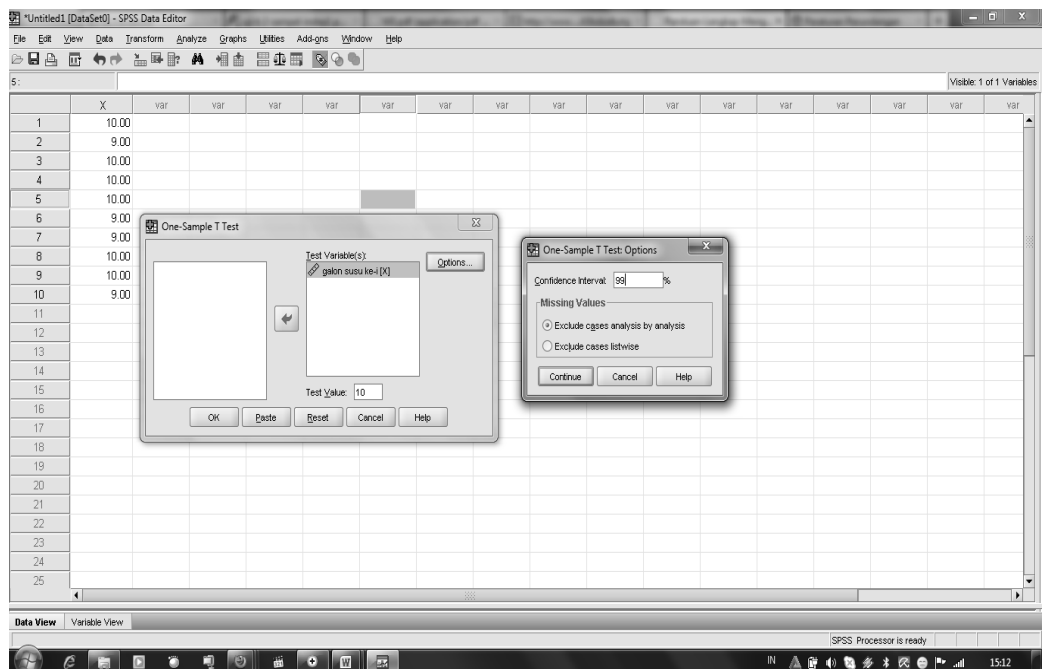 *Untitled1 [DataSet0] - SPSS Data Editor
File Edit View Data Transform Analyze Graphs Utilities Add-ons Window Help
5 :
Visible: 1 of 1 Variables
X var var var var var var var var var var var var var var var var
1 10.00
2 9.00
3 10.00
4 10.00
5 10.00
6 9.00
7 9.00
8 10.00
9 10.00
10 9.00
11
12
13
14
15
16
17
18
19
20
21
22
23
24
25
One-Sample T Test
Test Variable(s):
galon susu ke-i [X]
Options...
Test Value: 10
OK Paste Reset Cancel Help
One-Sample T Test: Options
Confidence Interval: 99 %
Missing Values
Exclude cases analysis by analysis
Exclude cases listwise
Continue Cancel Help
Data View Variable View
SPSS Processor is ready
IN 15:12